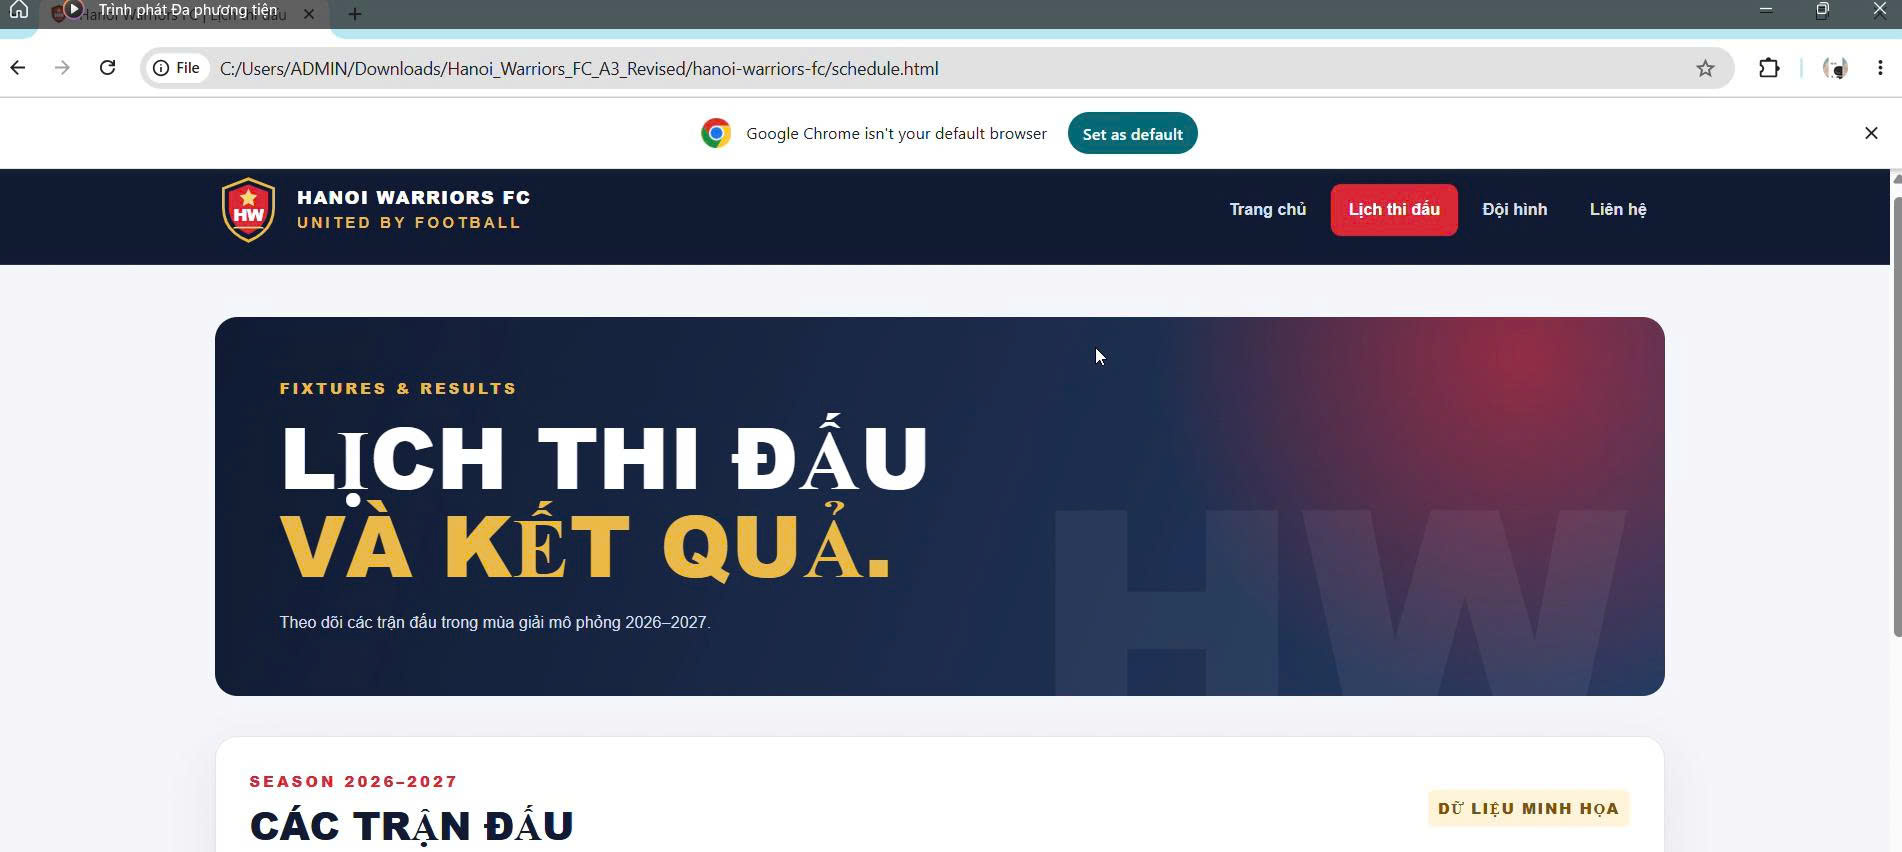 Trình phát Đa phương tiện
File
C:/Users/ADMIN/Downloads/Hanoi_Warriors_FC_A3_Revised/hanoi-warriors-fc/schedule.html
Google Chrome isn't your default browser
Set as default
HW
HANOI WARRIORS FC
UNITED BY FOOTBALL
Trang chủ
Lịch thi đấu
Đội hình
Liên hệ
FIXTURES & RESULTS
LỊCH THI ĐẤU
VÀ KẾT QUẢ.
Theo dõi các trận đấu trong mùa giải mô phỏng 2026–2027.
HW
SEASON 2026–2027
CÁC TRẬN ĐẤU
DỮ LIỆU MINH HỌA